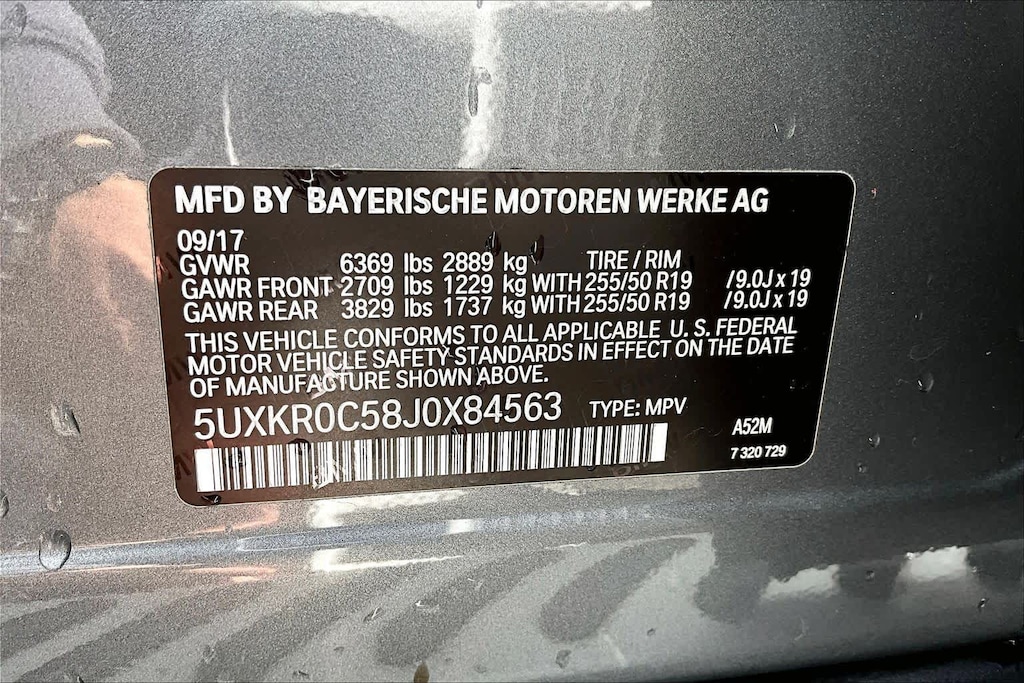 MFD BY BAYERISCHE MOTOREN WERKE AG
09/17
GVWR 6369 lbs 2889 kg TIRE / RIM
GAWR FRONT 2709 lbs 1229 kg WITH 255/50 R19 /9.0J x 19
GAWR REAR 3829 lbs 1737 kg WITH 255/50 R19 /9.0J x 19
THIS VEHICLE CONFORMS TO ALL APPLICABLE U. S. FEDERAL
MOTOR VEHICLE SAFETY STANDARDS IN EFFECT ON THE DATE
OF MANUFACTURE SHOWN ABOVE.
5UXKR0C58J0X84563 TYPE: MPV
A52M
7 320 729